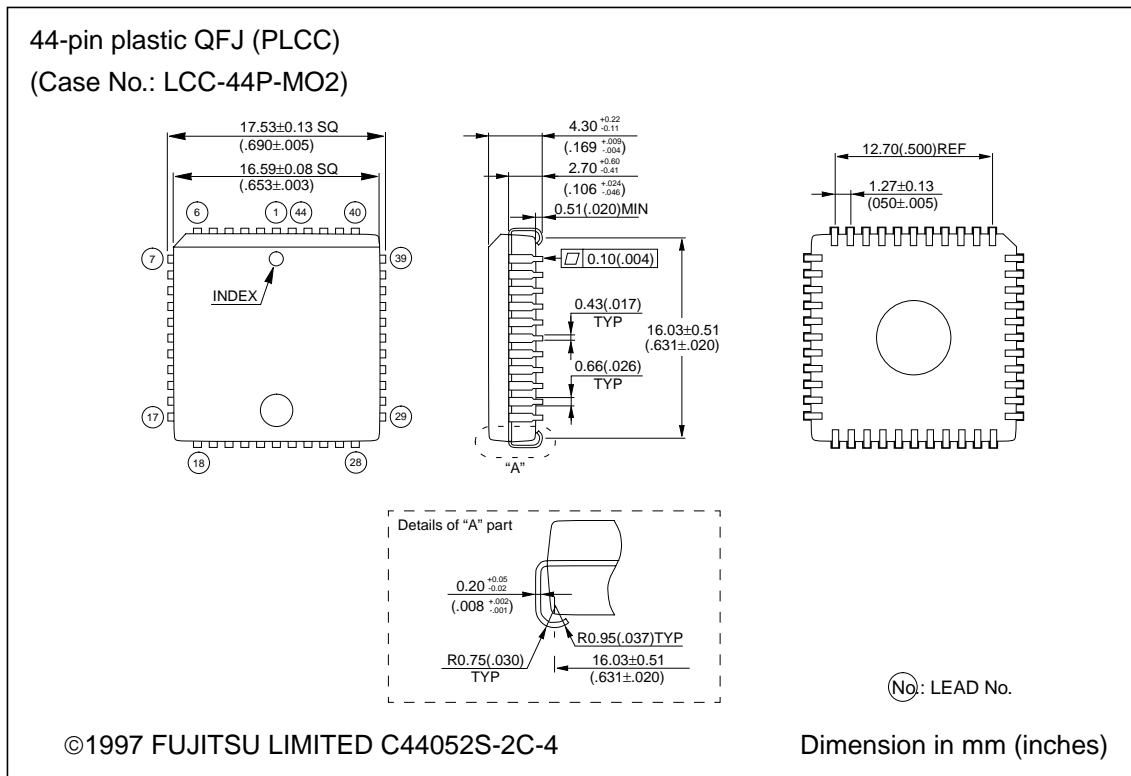 44-pin plastic QFJ (PLCC)
(Case No.: LCC-44P-MO2)
17.53±0.13 SQ
(.690±.005)
16.59±0.08 SQ
(.653±.003)
6
1
44
40
7
39
INDEX
17
29
18
28
4.30 +0.22 -0.11
(.169 +.009 -.004)
2.70 +0.60 -0.41
(.106 +.024 -.046)
0.51(.020)MIN
0.10(.004)
0.43(.017)
TYP
0.66(.026)
TYP
16.03±0.51
(.631±.020)
"A"
12.70(.500)REF
1.27±0.13
(050±.005)
Details of "A" part
0.20 +0.05 -0.02
(.008 +.002 -.001)
R0.95(.037)TYP
R0.75(.030)
TYP
16.03±0.51
(.631±.020)
No.: LEAD No.
©1997 FUJITSU LIMITED C44052S-2C-4
Dimension in mm (inches)